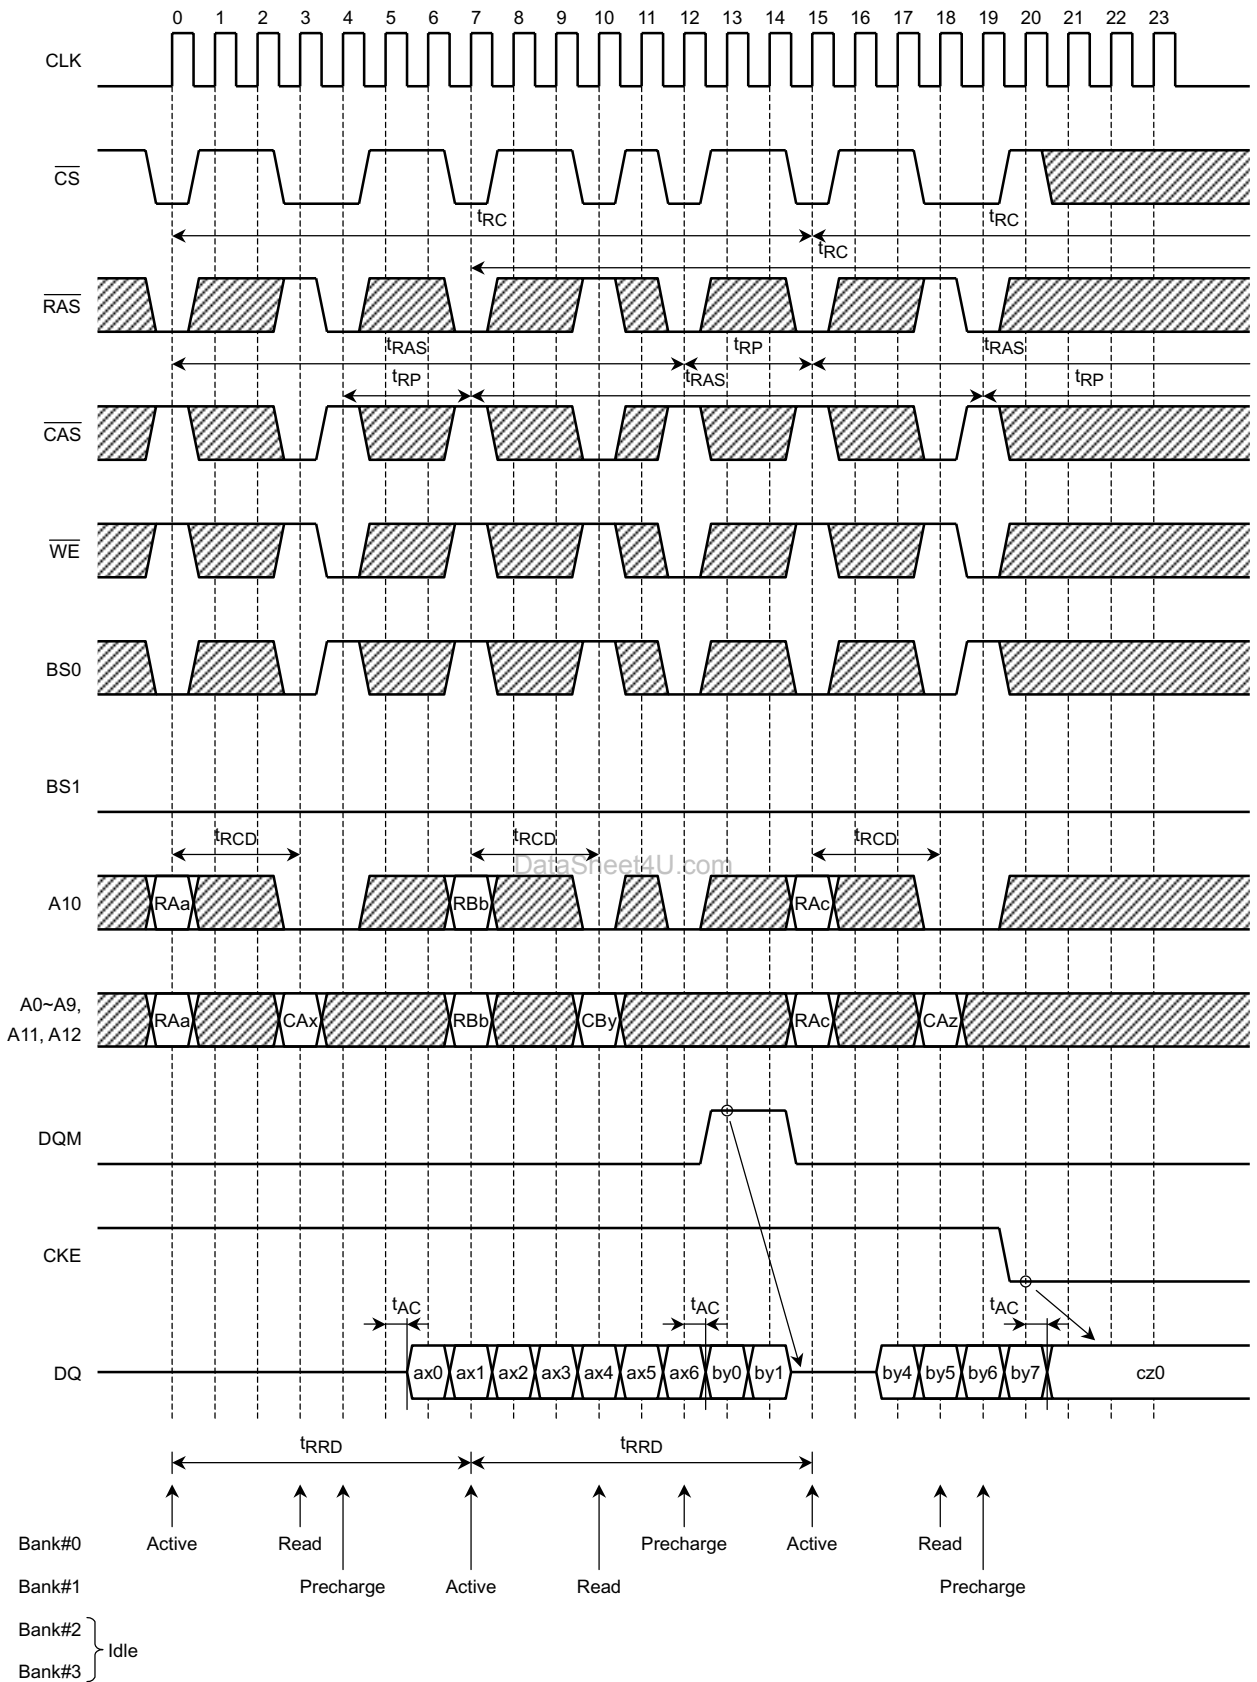 0 1 2 3 4 5 6 7 8 9 10 11 12 13 14 15 16 17 18 19 20 21 22 23
CLK
CS
tRC tRC
tRC
RAS
tRAS tRP tRAS
tRP tRAS tRP
CAS
WE
BS0
BS1
tRCD tRCD tRCD
DataSheet4U.com
A10 RAa RBb RAc
A0~A9,
A11, A12
RAa CAx RBb CBy RAc CAz
DQM
CKE
tAC tAC tAC
DQ ax0 ax1 ax2 ax3 ax4 ax5 ax6 by0 by1 by4 by5 by6 by7 cz0
tRRD tRRD
Bank#0 Active Read Precharge Active Read
Bank#1 Precharge Active Read Precharge
Bank#2
Idle
Bank#3